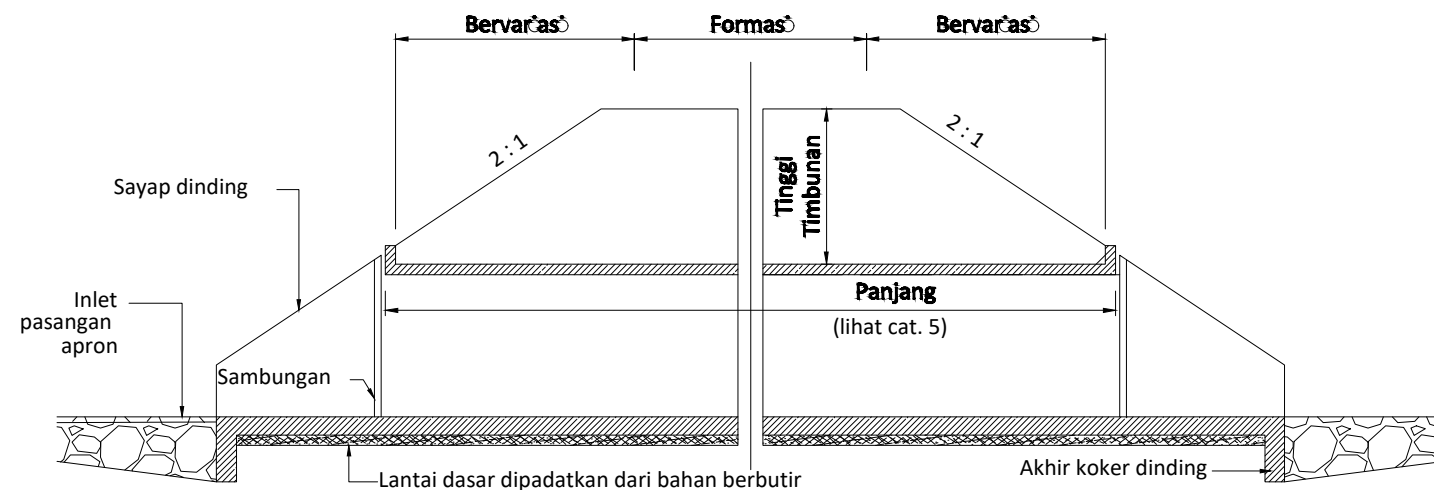 Bervariasi
Formasi
Bervariasi
2 : 1
2 : 1
Tinggi
Timbunan
Sayap dinding
Inlet
pasangan
apron
Panjang
(lihat cat. 5)
Sambungan
Lantai dasar dipadatkan dari bahan berbutir
Akhir koker dinding